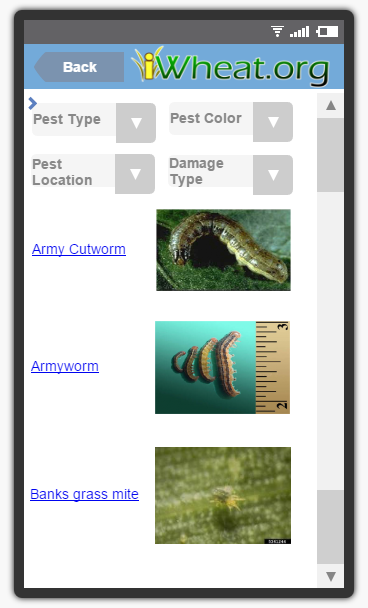 Back
iWheat.org
Pest Type
Pest Color
Pest
Location
Damage
Type
Army Cutworm
Armyworm
3
2
Banks grass mite